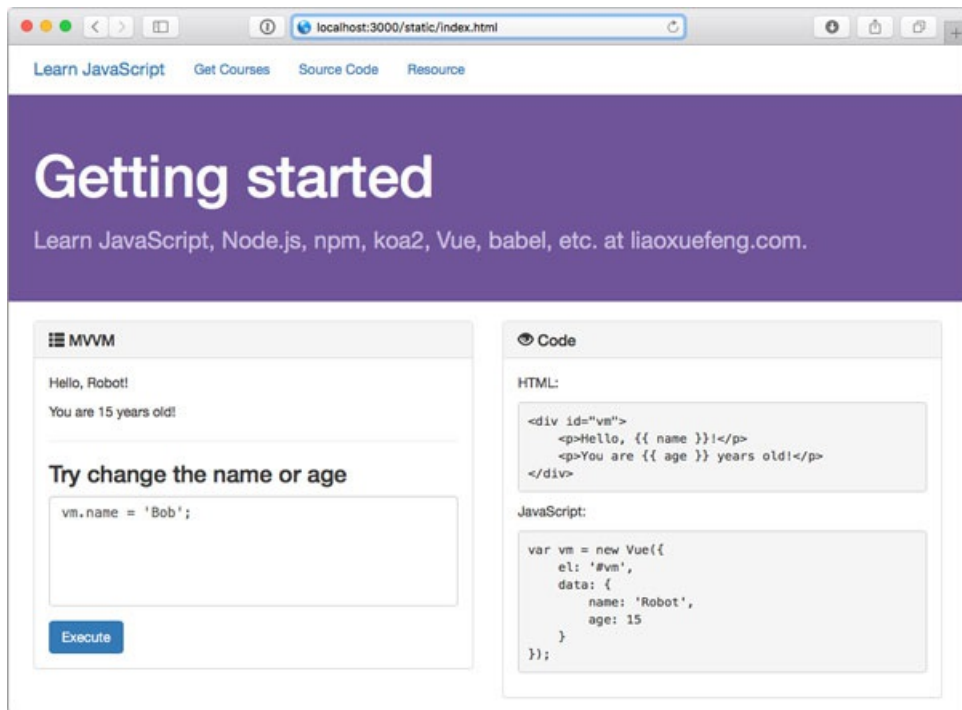 localhost:3000/static/index.html
Learn JavaScript Get Courses Source Code Resource
Getting started
Learn JavaScript, Node.js, npm, koa2, Vue, babel, etc. at liaoxuefeng.com.
MVVM
Hello, Robot!
You are 15 years old!
Try change the name or age
vm.name = 'Bob';
Execute
Code
HTML:
<div id="vm">
    <p>Hello, {{ name }}!</p>
    <p>You are {{ age }} years old!</p>
</div>
JavaScript:
var vm = new Vue({
    el: '#vm',
    data: {
        name: 'Robot',
        age: 15
    }
});